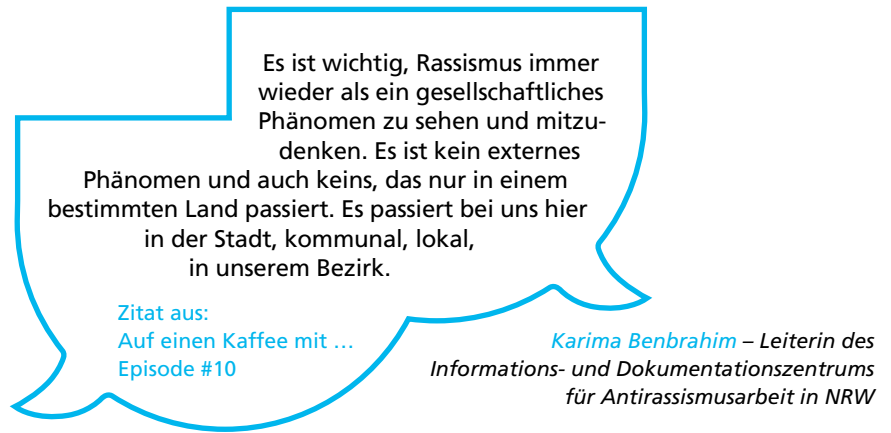 Es ist wichtig, Rassismus immer
wieder als ein gesellschaftliches
Phänomen zu sehen und mitzu-
denken. Es ist kein externes
Phänomen und auch keins, das nur in einem
bestimmten Land passiert. Es passiert bei uns hier
in der Stadt, kommunal, lokal,
in unserem Bezirk.
Zitat aus:
Auf einen Kaffee mit …
Episode #10
Karima Benbrahim – Leiterin des
Informations- und Dokumentationszentrums
für Antirassismusarbeit in NRW